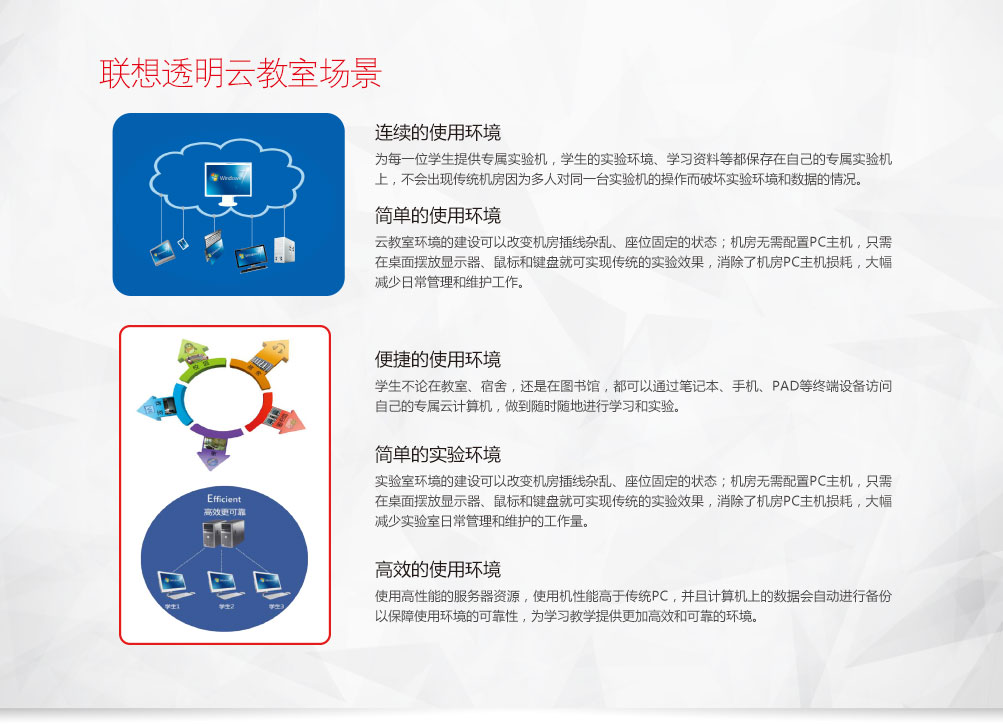 联想透明云教室场景
Windows
连续的使用环境
为每一位学生提供专属实验机，学生的实验环境、学习资料等都保存在自己的专属实验机
上，不会出现传统机房因为多人对同一台实验机的操作而破坏实验环境和数据的情况。
简单的使用环境
云教室环境的建设可以改变机房插线杂乱、座位固定的状态；机房无需配置PC主机，只需
在桌面摆放显示器、鼠标和键盘就可实现传统的实验效果，消除了机房PC主机损耗，大幅
减少日常管理和维护工作。
便捷的使用环境
学生不论在教室、宿舍，还是在图书馆，都可以通过笔记本、手机、PAD等终端设备访问
自己的专属云计算机，做到随时随地进行学习和实验。
简单的实验环境
实验室环境的建设可以改变机房插线杂乱、座位固定的状态；机房无需配置PC主机，只需
在桌面摆放显示器、鼠标和键盘就可实现传统的实验效果，消除了机房PC主机损耗，大幅
减少实验室日常管理和维护的工作量。
Efficient
高效更可靠
学生1
学生2
学生3
高效的使用环境
使用高性能的服务器资源，使用机性能高于传统PC，并且计算机上的数据会自动进行备份
以保障使用环境的可靠性，为学习教学提供更加高效和可靠的环境。